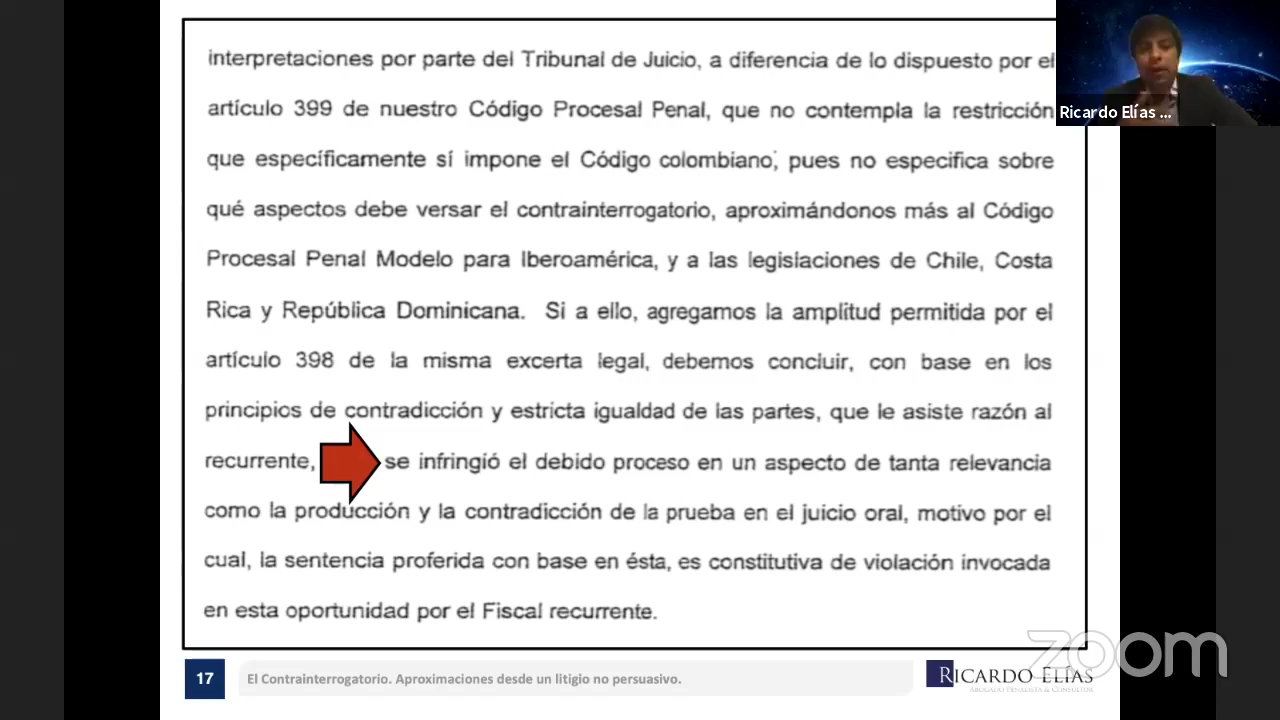 interpretaciones por parte del Tribunal de Juicio, a diferencia de lo dispuesto por el
artículo 399 de nuestro Código Procesal Penal, que no contempla la restricción
que específicamente sí impone el Código colombiano, pues no especifica sobre
qué aspectos debe versar el contrainterrogatorio, aproximándonos más al Código
Procesal Penal Modelo para Iberoamérica, y a las legislaciones de Chile, Costa
Rica y República Dominicana. Si a ello, agregamos la amplitud permitida por el
artículo 398 de la misma excerta legal, debemos concluir, con base en los
principios de contradicción y estricta igualdad de las partes, que le asiste razón al
recurrente, se infringió el debido proceso en un aspecto de tanta relevancia
como la producción y la contradicción de la prueba en el juicio oral, motivo por el
cual, la sentencia proferida con base en ésta, es constitutiva de violación invocada
en esta oportunidad por el Fiscal recurrente.
Ricardo Elías ...
17
El Contrainterrogatorio. Aproximaciones desde un litigio no persuasivo.
RICARDO ELÍAS
ABOGADO PENALISTA & CONSULTOR
zoom